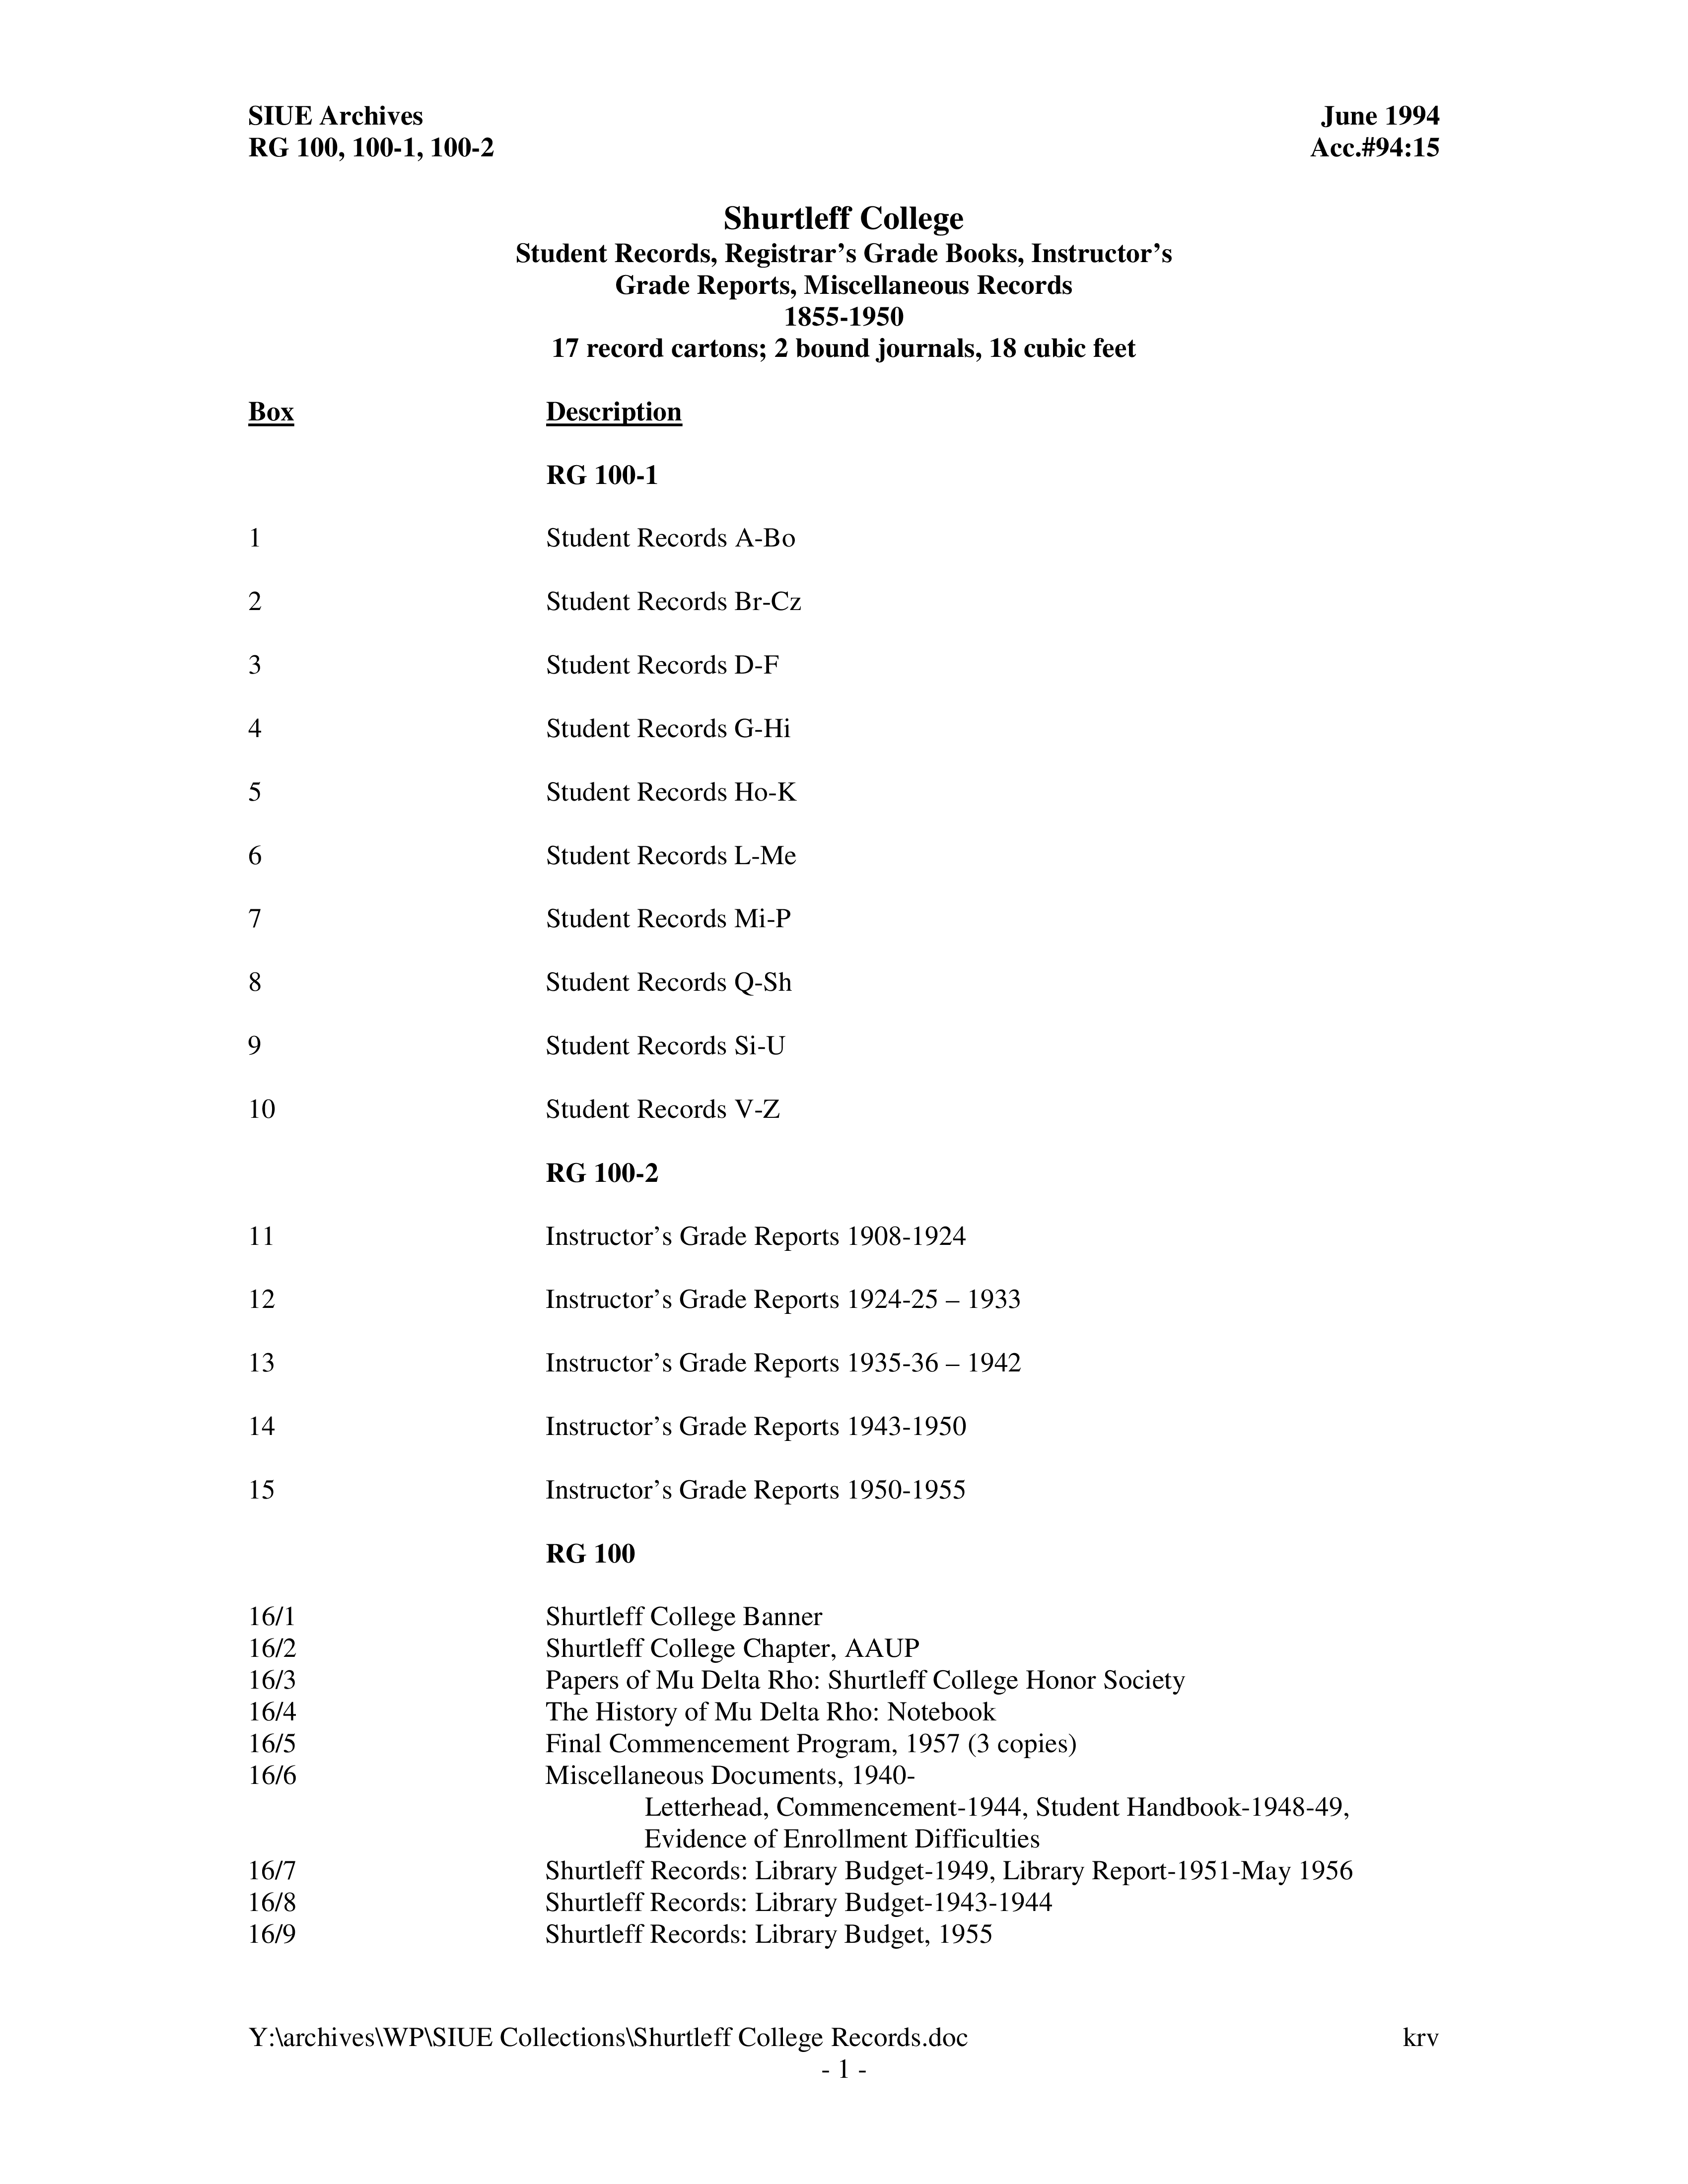 SIUE Archives June 1994
RG 100, 100-1, 100-2 Acc.#94:15
Shurtleff College
Student Records, Registrar’s Grade Books, Instructor’s
Grade Reports, Miscellaneous Records
1855-1950
17 record cartons; 2 bound journals, 18 cubic feet
Box Description
RG 100-1
1 Student Records A-Bo
2 Student Records Br-Cz
3 Student Records D-F
4 Student Records G-Hi
5 Student Records Ho-K
6 Student Records L-Me
7 Student Records Mi-P
8 Student Records Q-Sh
9 Student Records Si-U
10 Student Records V-Z
RG 100-2
11 Instructor’s Grade Reports 1908-1924
12 Instructor’s Grade Reports 1924-25 – 1933
13 Instructor’s Grade Reports 1935-36 – 1942
14 Instructor’s Grade Reports 1943-1950
15 Instructor’s Grade Reports 1950-1955
RG 100
16/1 Shurtleff College Banner
16/2 Shurtleff College Chapter, AAUP
16/3 Papers of Mu Delta Rho: Shurtleff College Honor Society
16/4 The History of Mu Delta Rho: Notebook
16/5 Final Commencement Program, 1957 (3 copies)
16/6 Miscellaneous Documents, 1940-
Letterhead, Commencement-1944, Student Handbook-1948-49,
Evidence of Enrollment Difficulties
16/7 Shurtleff Records: Library Budget-1949, Library Report-1951-May 1956
16/8 Shurtleff Records: Library Budget-1943-1944
16/9 Shurtleff Records: Library Budget, 1955
Y:\archives\WP\SIUE Collections\Shurtleff College Records.doc krv
- 1 -